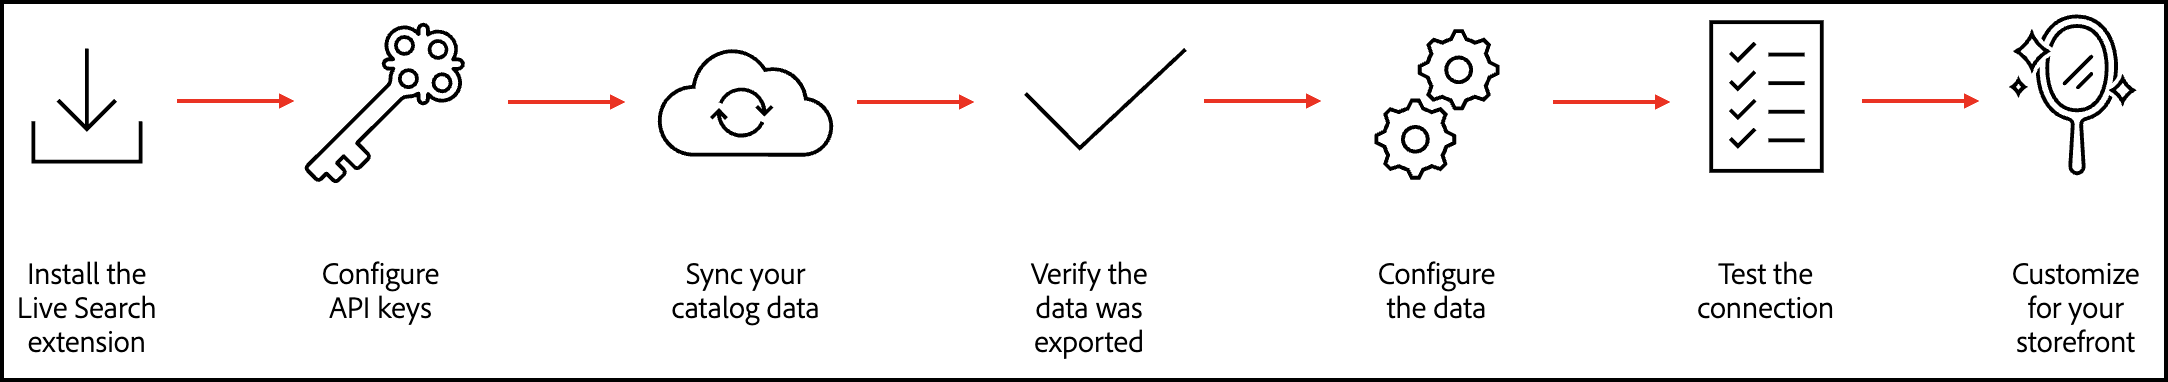 Install the
Live Search
extension
Configure
API keys
Sync your
catalog data
Verify the
data was
exported
Configure
the data
Test the
connection
Customize
for your
storefront